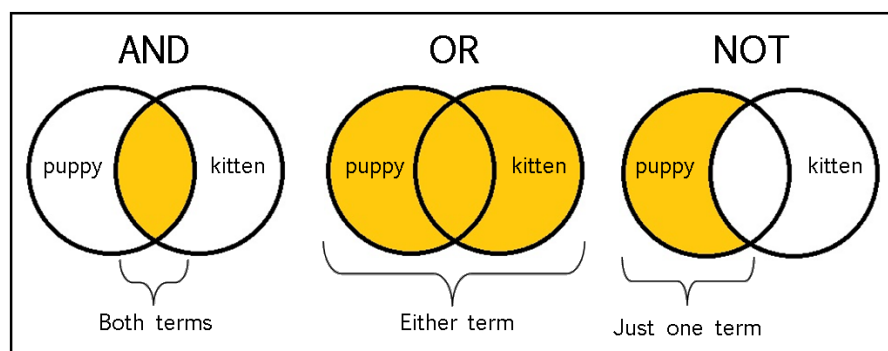 AND
OR
NOT
puppy
kitten
puppy
kitten
puppy
kitten
Both terms
Either term
Just one term